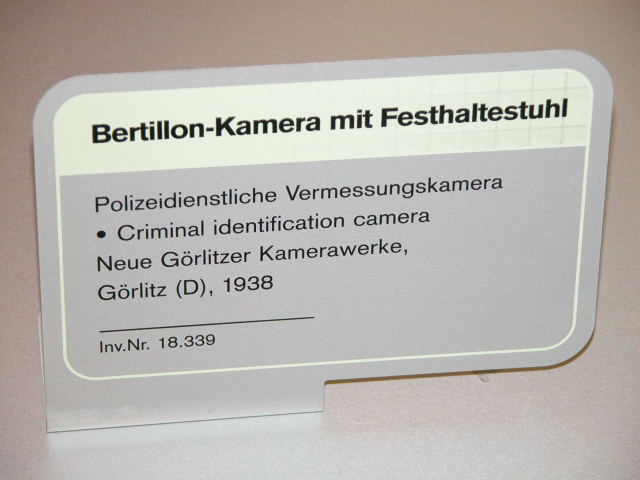 Bertillon-Kamera mit Festhaltestuhl
Polizeidienstliche Vermessungskamera
• Criminal identification camera
Neue Görlitzer Kamerawerke,
Görlitz (D), 1938
Inv.Nr. 18.339